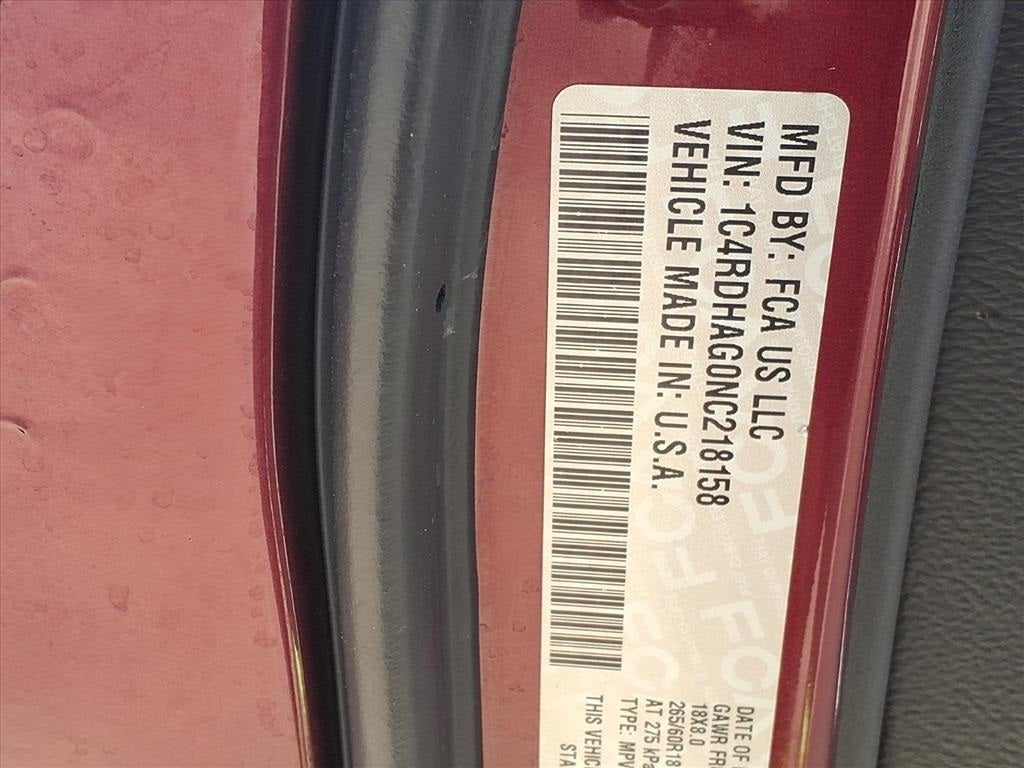 MFD BY: FCA US LLC
VIN: 1C4RDHAG0NC218158
VEHICLE MADE IN: U.S.A.
DATE OF
GAWR FR
18X8.0
265/60R18
AT 275 kPa
TYPE: MPV
THIS VEHIC
STA